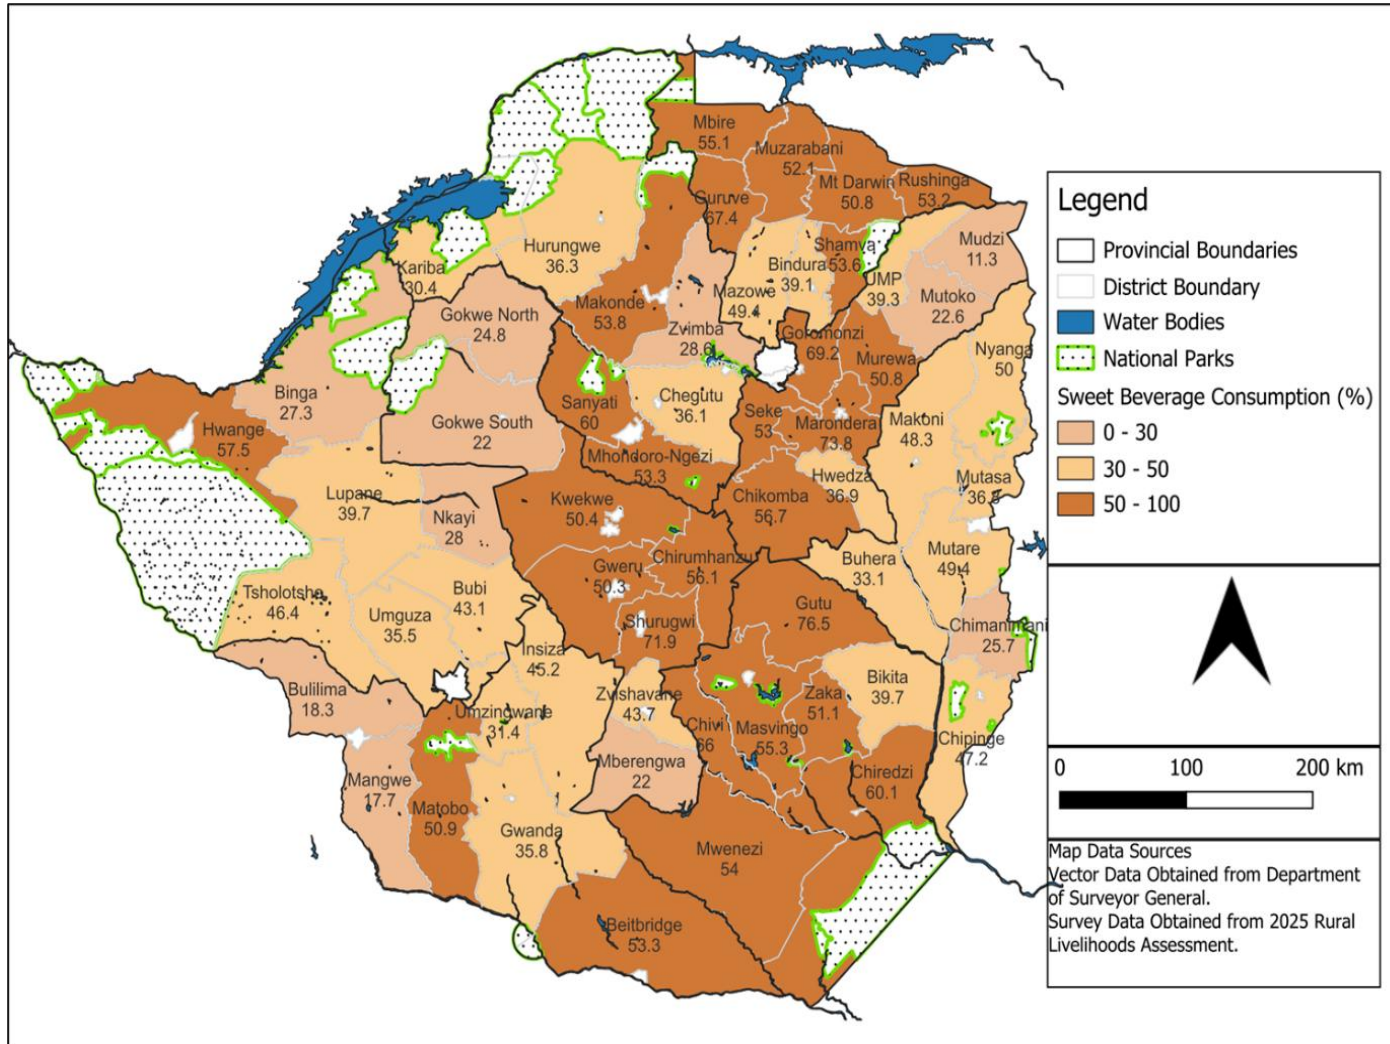 Mbire
55.1
Muzarabani
52.1
Mt Darwin
50.8
Rushinga
53.2
Guruve
67.4
Hurungwe
36.3
Kariba
30.4
Makonde
53.8
Mazowe
49.4
Bindura
39.1
Shamva
53.6
UMP
39.3
Mudzi
11.3
Mutoko
22.6
Gokwe North
24.8
Zvimba
28.6
Goromonzi
69.2
Murewa
50.8
Nyanga
50
Binga
27.3
Sanyati
60
Chegutu
36.1
Seke
53
Marondera
73.8
Makoni
48.3
Hwange
57.5
Gokwe South
22
Mhondoro-Ngezi
53.3
Hwedza
36.9
Mutasa
36.8
Lupane
39.7
Nkayi
28
Kwekwe
50.4
Chikomba
56.7
Tsholotsho
46.4
Umguza
35.5
Bubi
43.1
Gweru
50.3
Chirumhanzu
56.1
Buhera
33.1
Mutare
49.4
Shurugwi
71.9
Gutu
76.5
Chimanimani
25.7
Insiza
45.2
Bulilima
18.3
Umzingwane
31.4
Zvishavane
43.7
Chivi
66
Masvingo
55.3
Zaka
51.1
Bikita
39.7
Chipinge
47.2
Mangwe
17.7
Matobo
50.9
Mberengwa
22
Chiredzi
60.1
Gwanda
35.8
Mwenezi
54
Beitbridge
53.3
Legend
Provincial Boundaries
District Boundary
Water Bodies
National Parks
Sweet Beverage Consumption (%)
0 - 30
30 - 50
50 - 100
0 100 200 km
Map Data Sources
Vector Data Obtained from Department
of Surveyor General.
Survey Data Obtained from 2025 Rural
Livelihoods Assessment.